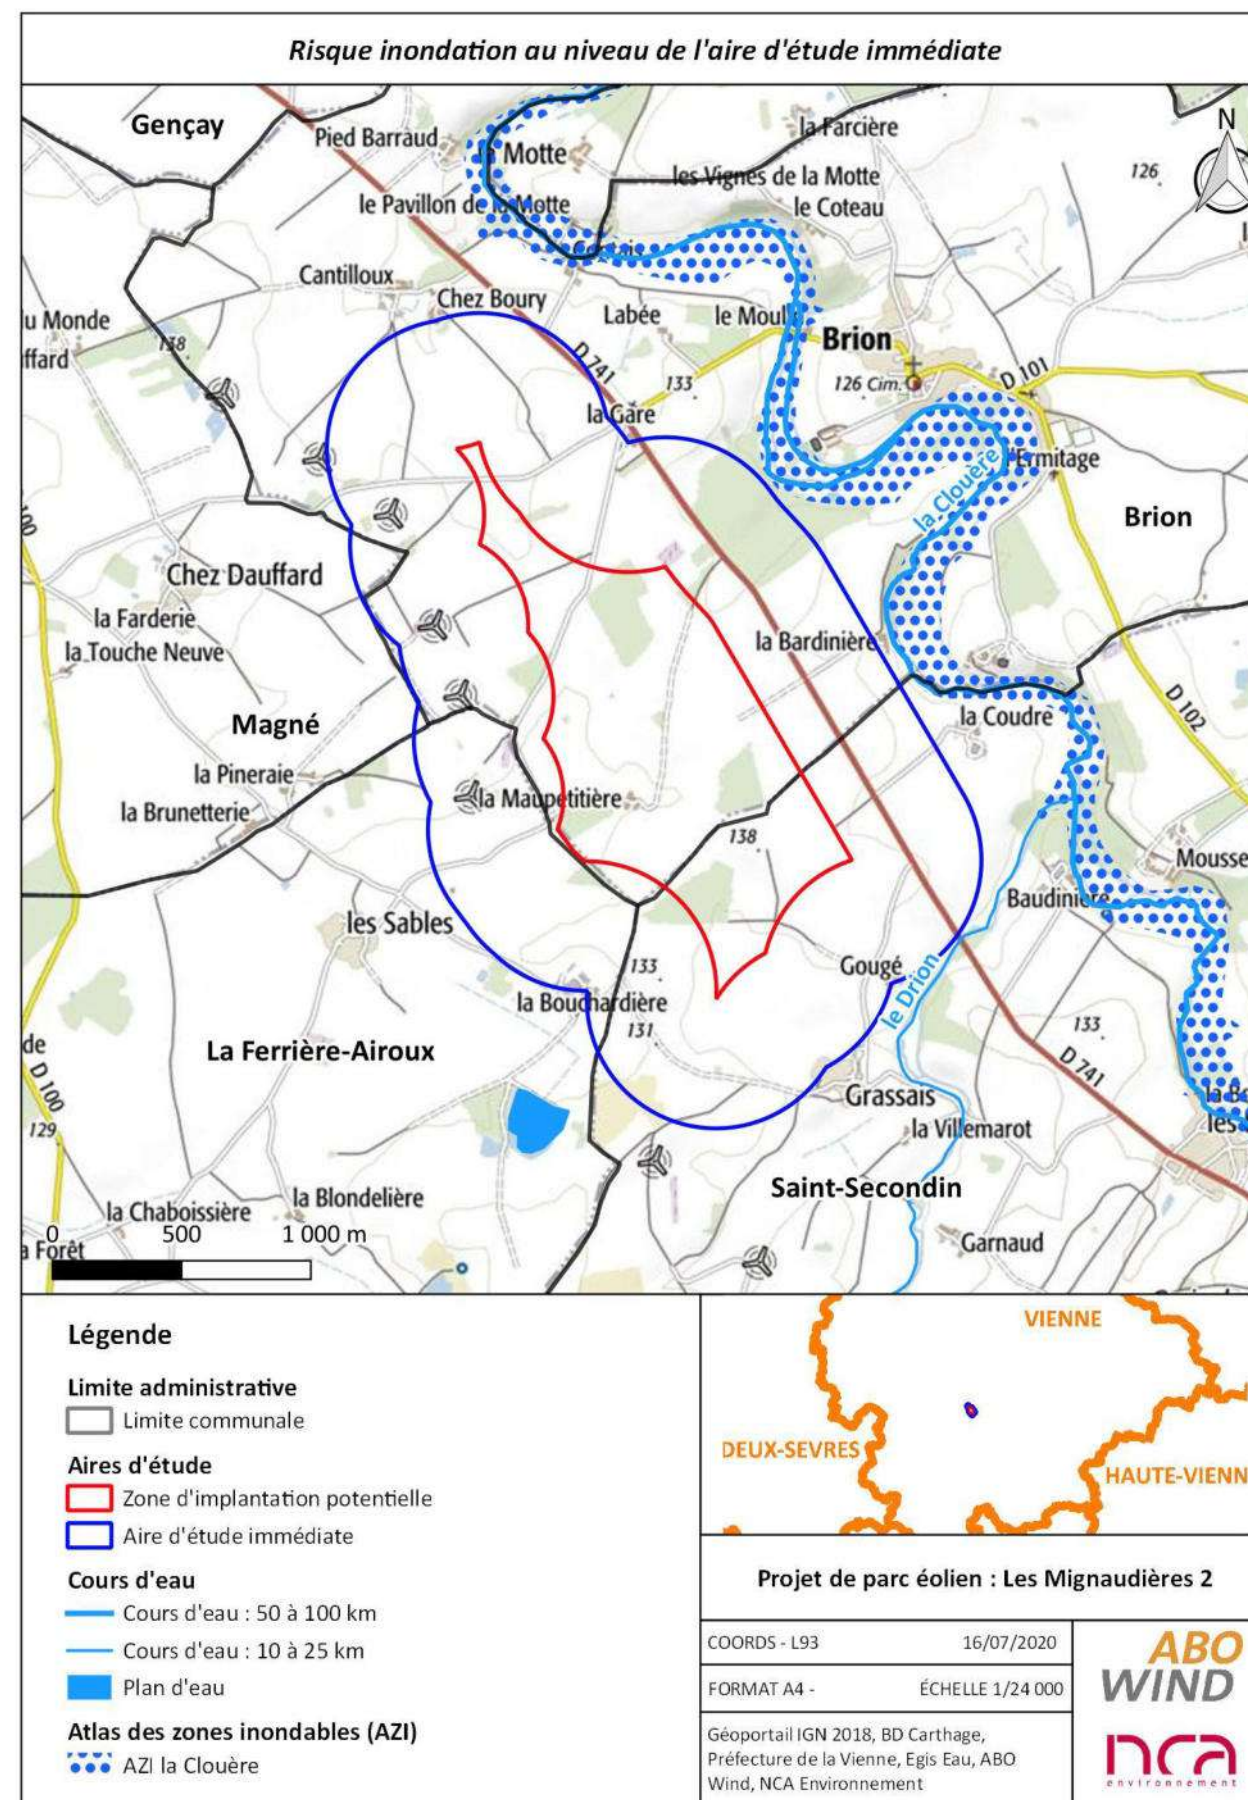 Risque inondation au niveau de l'aire d'étude immédiate
Gençay
Pied Barraud
la Farcière
Motte
les Vignes de la Motte
126
N
le Pavillon de la Motte
le Coteau
Cantilloux
Chez Boury
Labée
le Moul
Brion
u Monde
ffard
138
D 741
133
126 Cim.
D 101
la Gare
l'Ermitage
la Clouère
Brion
100
Chez Dauffard
la Farderie
la Touche Neuve
la Bardinière
Magné
la Coudre
D 102
la Pineraie
la Brunetterie
la Maupetitière
138
Mousse
Baudinière
les Sables
133
Gougé
le Drion
la Bouchardière
131
133
de
D 100
La Ferrière-Airoux
D 741
Grassais
la B
les
129
la Villemarot
Saint-Secondin
la Blondelière
la Chaboissière
Garnaud
0 500 1 000 m
a Forêt
Légende
Limite administrative
Limite communale
Aires d'étude
Zone d'implantation potentielle
Aire d'étude immédiate
Cours d'eau
Cours d'eau : 50 à 100 km
Cours d'eau : 10 à 25 km
Plan d'eau
Atlas des zones inondables (AZI)
AZI la Clouère
VIENNE
DEUX-SEVRES
HAUTE-VIENN
Projet de parc éolien : Les Mignaudières 2
COORDS - L93 16/07/2020
FORMAT A4 - ÉCHELLE 1/24 000
Géoportail IGN 2018, BD Carthage,
Préfecture de la Vienne, Egis Eau, ABO
Wind, NCA Environnement
ABO
WIND
nca
environnement